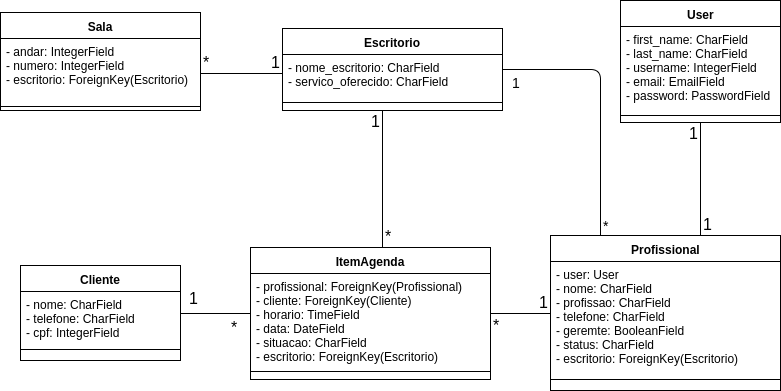 Sala
- andar: IntegerField
- numero: IntegerField
- escritorio: ForeignKey(Escritorio)
*
1
Escritorio
- nome_escritorio: CharField
- servico_oferecido: CharField
1
*
1
*
User
- first_name: CharField
- last_name: CharField
- username: IntegerField
- email: EmailField
- password: PasswordField
1
1
Cliente
- nome: CharField
- telefone: CharField
- cpf: IntegerField
1
*
ItemAgenda
- profissional: ForeignKey(Profissional)
- cliente: ForeignKey(Cliente)
- horario: TimeField
- data: DateField
- situacao: CharField
- escritorio: ForeignKey(Escritorio)
*
1
Profissional
- user: User
- nome: CharField
- profissao: CharField
- telefone: CharField
- geremte: BooleanField
- status: CharField
- escritorio: ForeignKey(Escritorio)